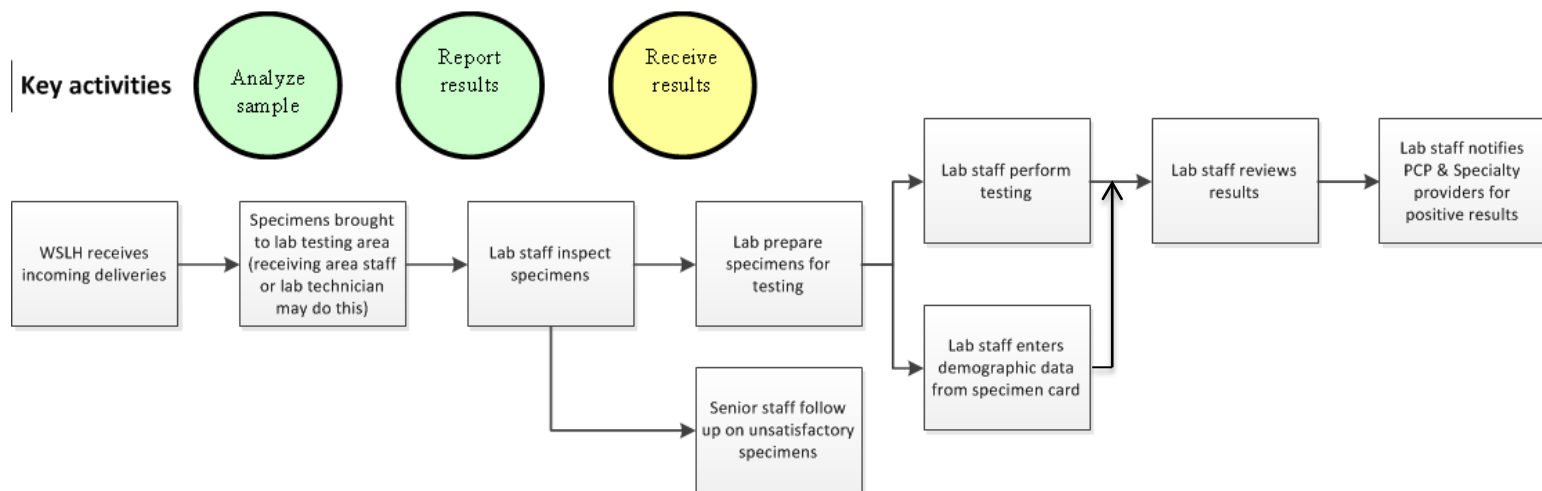 Key activities
Analyze
sample
Report
results
Receive
results
WSLH receives
incoming deliveries
Specimens brought
to lab testing area
(receiving area staff
or lab technician
may do this)
Lab staff inspect
specimens
Lab prepare
specimens for
testing
Senior staff follow
up on unsatisfactory
specimens
Lab staff perform
testing
Lab staff enters
demographic data
from specimen card
Lab staff reviews
results
Lab staff notifies
PCP & Specialty
providers for
positive results